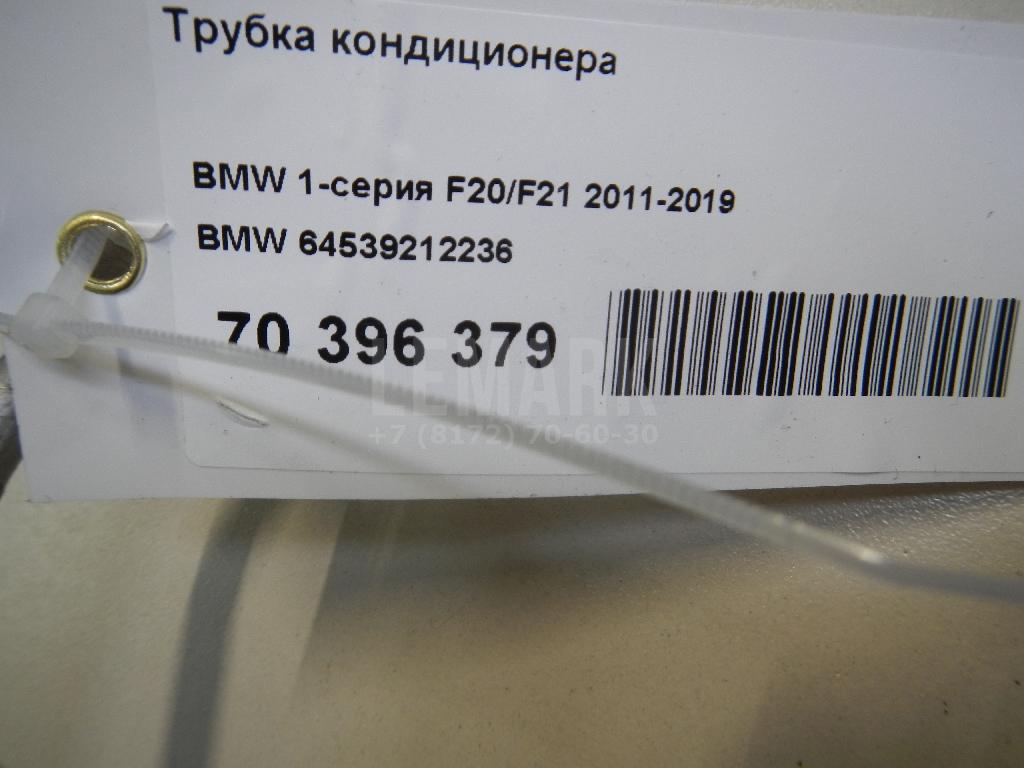 Трубка кондиционера
BMW 1-серия F20/F21 2011-2019
BMW 64539212236
70 396 379
LEMARK
+7 (8172) 70-60-30